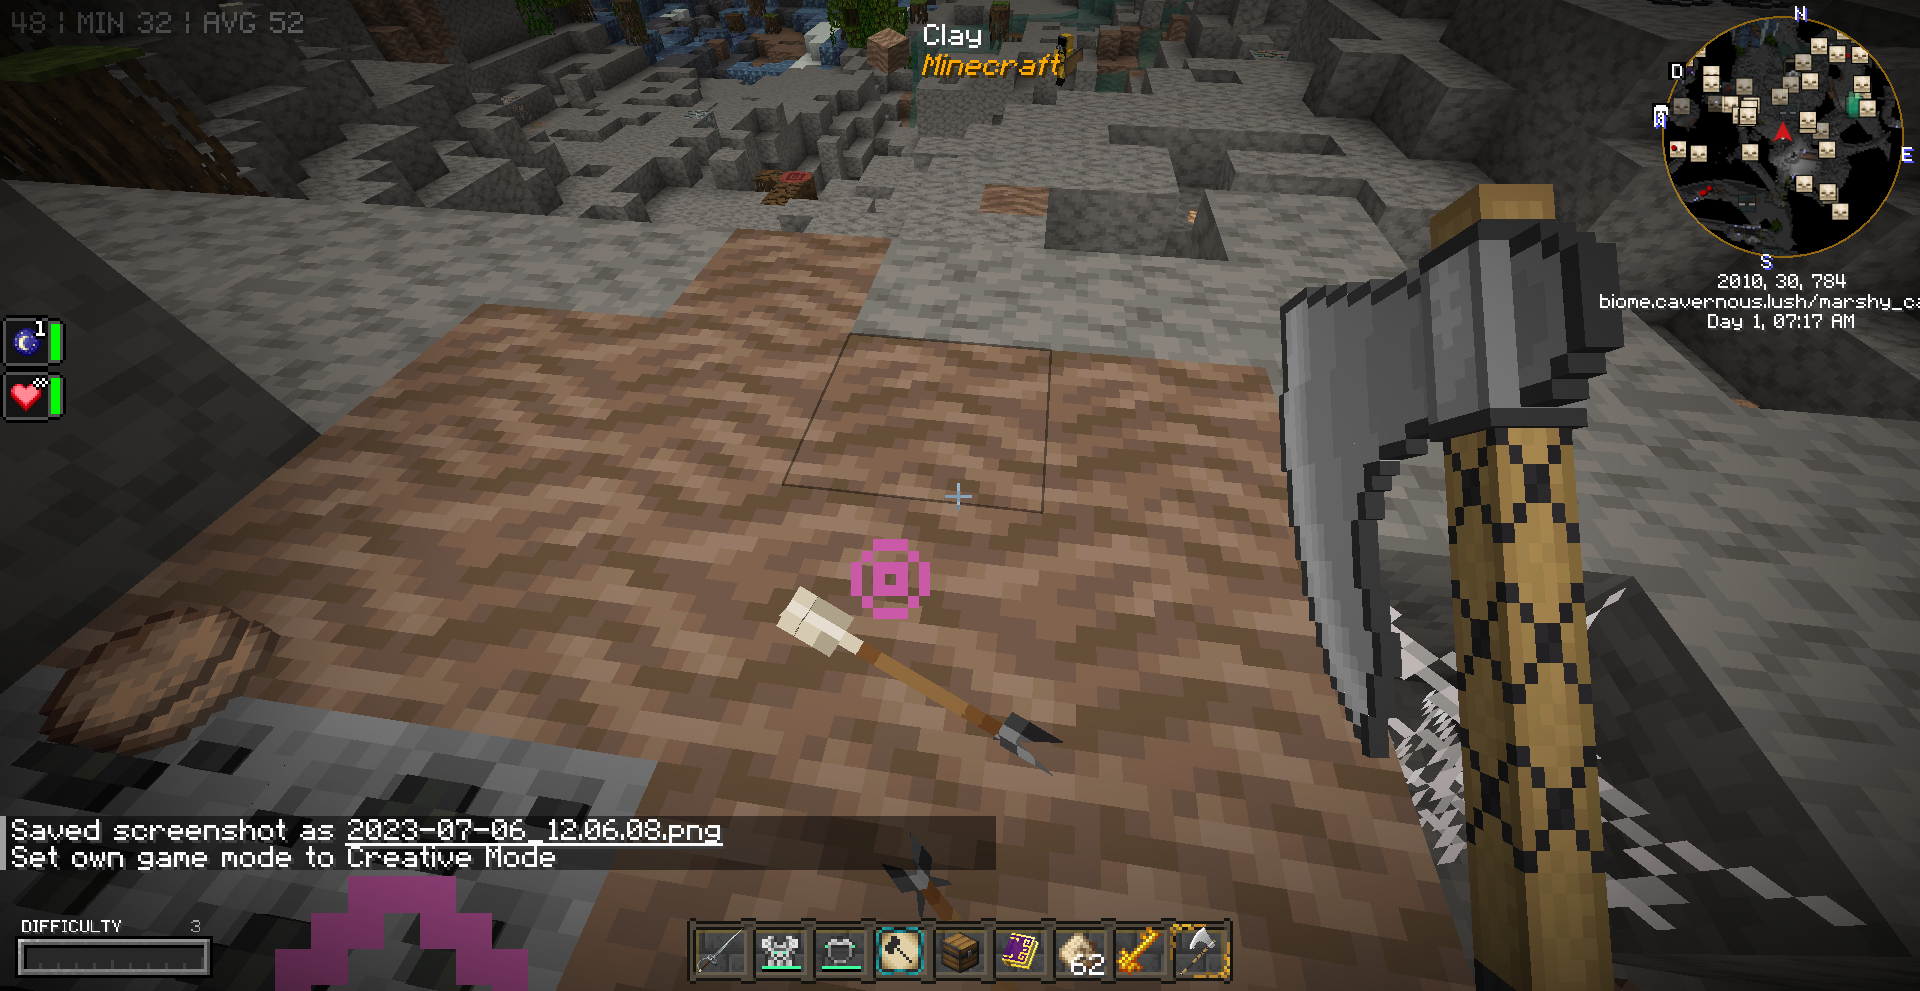 48 | MIN 32 | AVG 52
Clay
Minecraft
N
D
E
S
2010, 30, 784
biome.cavernous.lush/marshy_ca
Day 1, 07:17 AM
1
Saved screenshot as 2023-07-06_12.06.08.png
Set own game mode to Creative Mode
DIFFICULTY 3
62